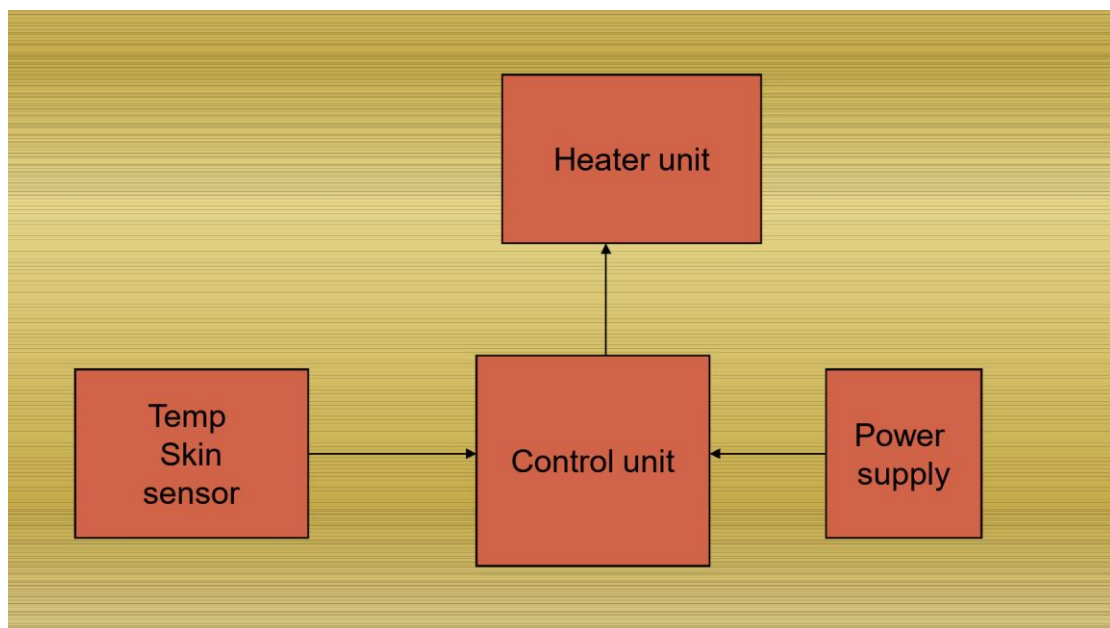 Heater unit
Temp
Skin
sensor
Control unit
Power
supply